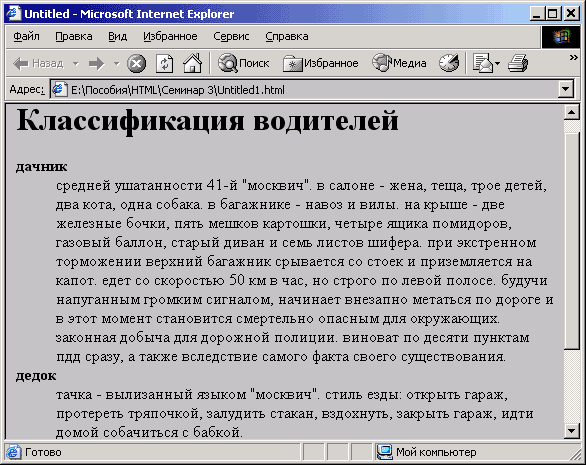 Untitled - Microsoft Internet Explorer
Файл Правка Вид Избранное Сервис Справка
Назад Поиск Избранное Медиа
Адрес: E:\Пособия\HTML\Семинар 3\Untitled1.html
Классификация водителей
дачник
средней ушатанности 41-й "москвич". в салоне - жена, теща, трое детей,
два кота, одна собака. в багажнике - навоз и вилы. на крыше - две
железные бочки, пять мешков картошки, четыре ящика помидоров,
газовый баллон, старый диван и семь листов шифера. при экстренном
торможении верхний багажник срывается со стоек и приземляется на
капот. едет со скоростью 50 км в час, но строго по левой полосе. будучи
напуганным громким сигналом, начинает внезапно метаться по дороге и
в этот момент становится смертельно опасным для окружающих.
законная добыча для дорожной полиции. виноват по десяти пунктам
пдд сразу, а также вследствие самого факта своего существования.
дедок
тачка - вылизанный языком "москвич". стиль езды: открыть гараж,
протереть тряпочкой, залудить стакан, вздохнуть, закрыть гараж, идти
домой собачиться с бабкой.
Готово Мой компьютер